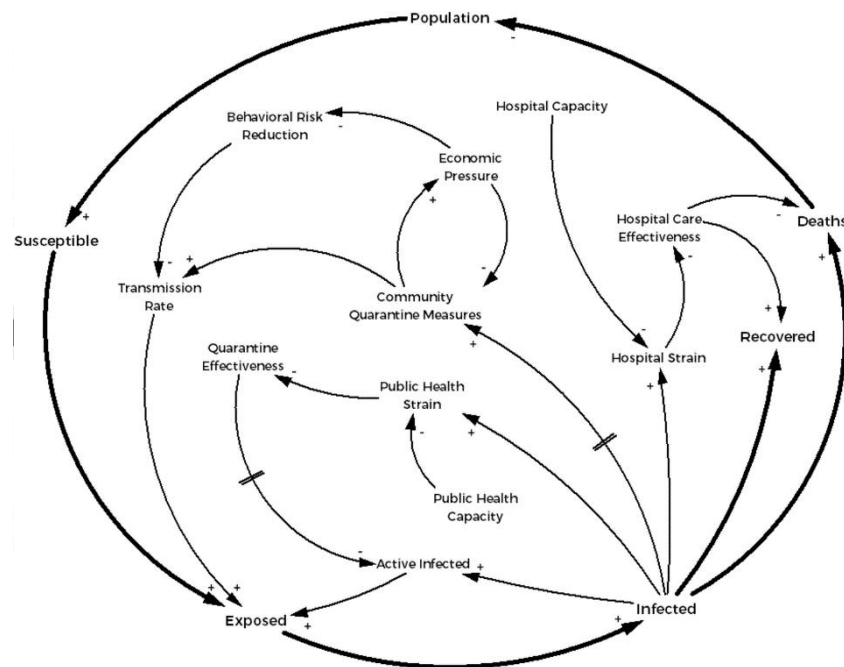 Population
-
Hospital Capacity
Behavioral Risk
Reduction
-
Economic
Pressure
+
+
Susceptible
Hospital Care
Effectiveness
-
Deaths
-
+
-
+
-
Transmission
Rate
Community
Quarantine Measures
+
-
+
Recovered
Quarantine
Effectiveness
-
+
Hospital Strain
+
+
Public Health
Strain
-
+
Public Health
Capacity
-
Active Infected
+
+
+
Exposed
+
+
Infected